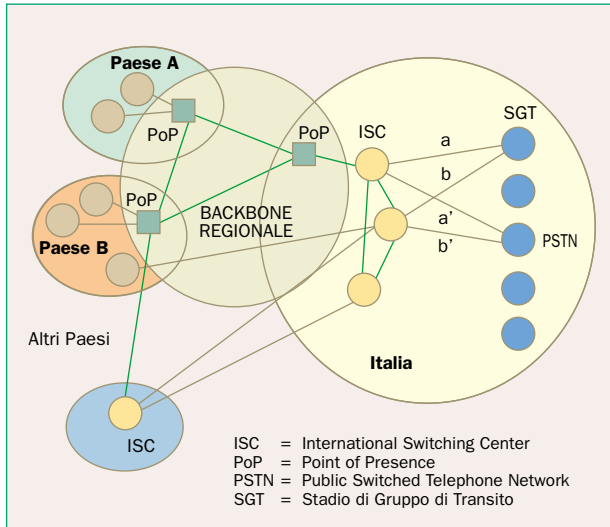 Paese A
SGT
PoP
PoP
ISC
a
b
PoP
BACKBONE
REGIONALE
a'
b'
PSTN
Paese B
Altri Paesi
Italia
ISC
ISC = International Switching Center
PoP = Point of Presence
PSTN = Public Switched Telephone Network
SGT = Stadio di Gruppo di Transito